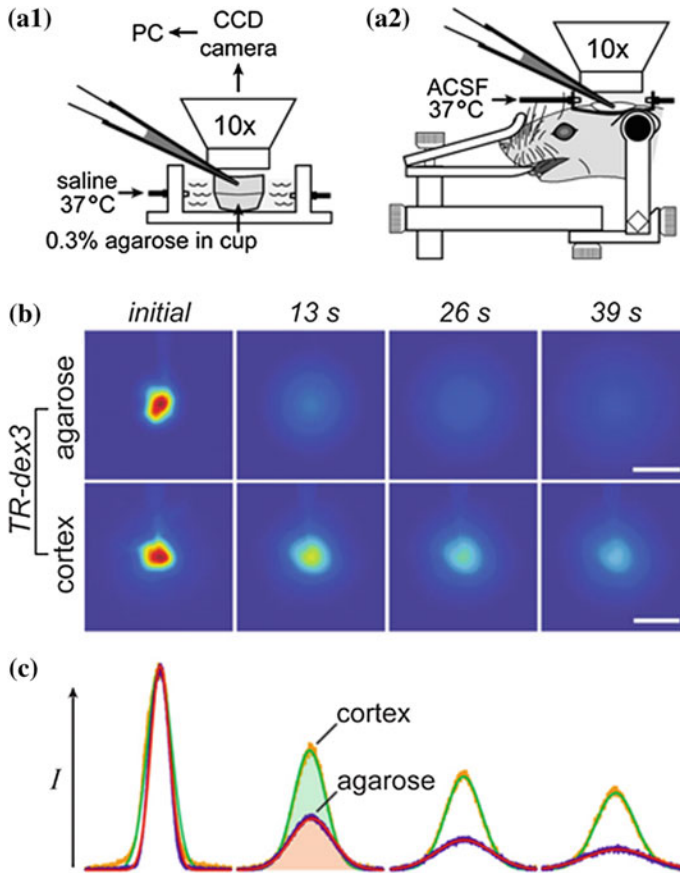 (a1)
PC ← CCD
camera
10x
saline
37°C
0.3% agarose in cup
(a2)
10x
ACSF
37°C
(b)
initial 13 s 26 s 39 s
TR-dex3
agarose
cortex
(c)
I
cortex
agarose